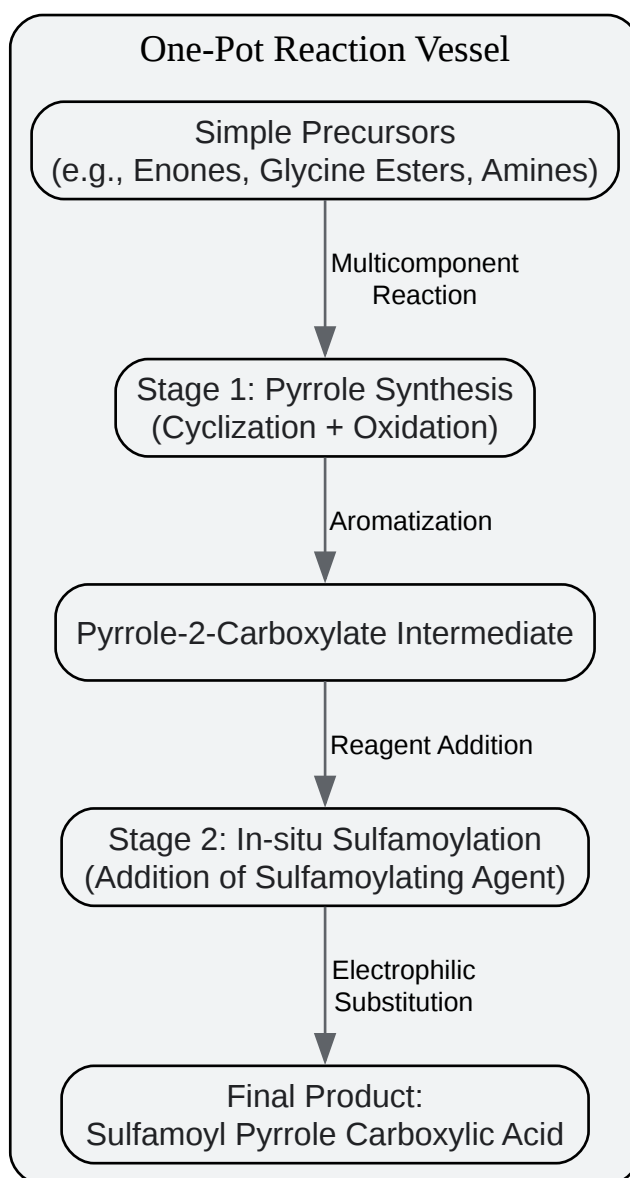 One-Pot Reaction Vessel
Simple Precursors
(e.g., Enones, Glycine Esters, Amines)
Multicomponent
Reaction
Stage 1: Pyrrole Synthesis
(Cyclization + Oxidation)
Aromatization
Pyrrole-2-Carboxylate Intermediate
Reagent Addition
Stage 2: In-situ Sulfamoylation
(Addition of Sulfamoylating Agent)
Electrophilic
Substitution
Final Product:
Sulfamoyl Pyrrole Carboxylic Acid